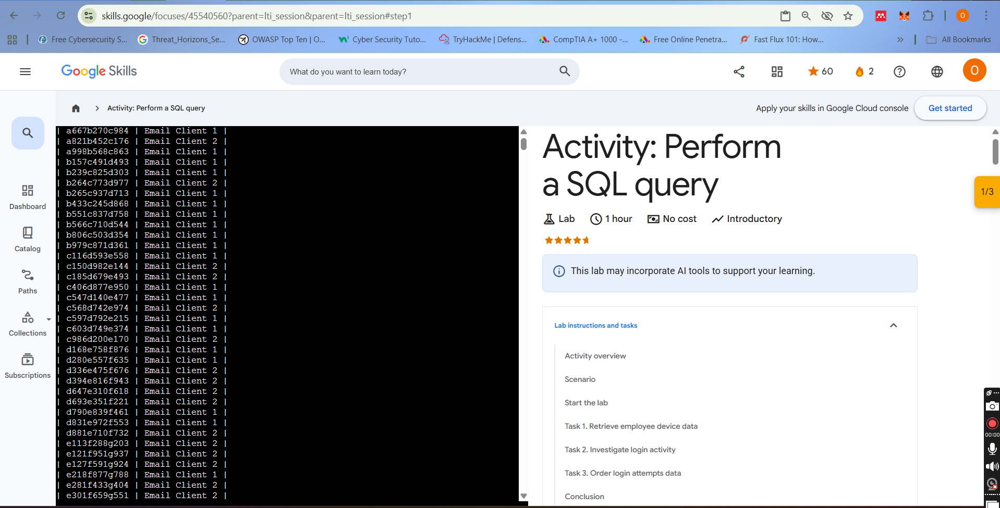 skills.google/focuses/45540560?parent=lti_session&parent=lti_session#step1
O
Free Cybersecurity S...
Threat_Horizons_Se...
OWASP Top Ten | O...
Cyber Security Tuto...
TryHackMe | Defens...
CompTIA A+ 1000 -...
Free Online Penetra...
Fast Flux 101: How...
»
All Bookmarks
Google Skills
What do you want to learn today?
60
2
O
Activity: Perform a SQL query
Apply your skills in Google Cloud console
Get started
Dashboard
Catalog
Paths
Collections
Subscriptions
| a667b270c984 | Email Client 1 |
| a821b452c176 | Email Client 2 |
| a998b568c863 | Email Client 1 |
| b157c491d493 | Email Client 1 |
| b239c825d303 | Email Client 1 |
| b264c773d977 | Email Client 2 |
| b265c937d713 | Email Client 1 |
| b433c245d868 | Email Client 1 |
| b551c837d758 | Email Client 1 |
| b566c710d544 | Email Client 1 |
| b806c503d354 | Email Client 1 |
| b979c871d361 | Email Client 1 |
| c116d593e558 | Email Client 1 |
| c150d982e144 | Email Client 2 |
| c185d679e493 | Email Client 2 |
| c406d877e950 | Email Client 1 |
| c547d140e477 | Email Client 1 |
| c568d742e974 | Email Client 2 |
| c597d792e215 | Email Client 1 |
| c603d749e374 | Email Client 1 |
| c986d200e170 | Email Client 2 |
| d168e758f876 | Email Client 1 |
| d280e557f635 | Email Client 1 |
| d336e475f676 | Email Client 2 |
| d394e816f943 | Email Client 2 |
| d647e310f618 | Email Client 2 |
| d693e351f221 | Email Client 2 |
| d790e839f461 | Email Client 1 |
| d831e972f553 | Email Client 1 |
| d881e710f732 | Email Client 2 |
| e113f288g203 | Email Client 2 |
| e121f951g937 | Email Client 2 |
| e127f591g924 | Email Client 2 |
| e218f877g788 | Email Client 1 |
| e281f433g404 | Email Client 2 |
| e301f659g551 | Email Client 2 |
Activity: Perform
a SQL query
Lab
1 hour
No cost
Introductory
1/3
This lab may incorporate AI tools to support your learning.
Lab instructions and tasks
Activity overview
Scenario
Start the lab
Task 1. Retrieve employee device data
Task 2. Investigate login activity
Task 3. Order login attempts data
Conclusion
00:00